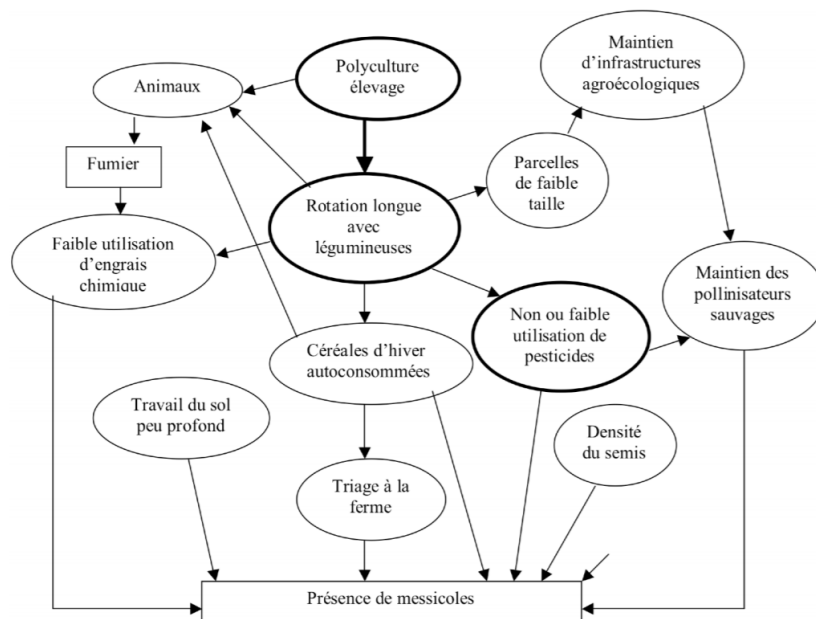 Polyculture
élevage
Maintien
d'infrastructures
agroécologiques
Animaux
Fumier
Parcelles
de faible
taille
Rotation longue
avec
légumineuses
Faible utilisation
d'engrais
chimique
Maintien des
pollinisateurs
sauvages
Non ou faible
utilisation de
pesticides
Céréales d'hiver
autoconsommées
Travail du sol
peu profond
Densité
du semis
Triage à la
ferme
Présence de messicoles